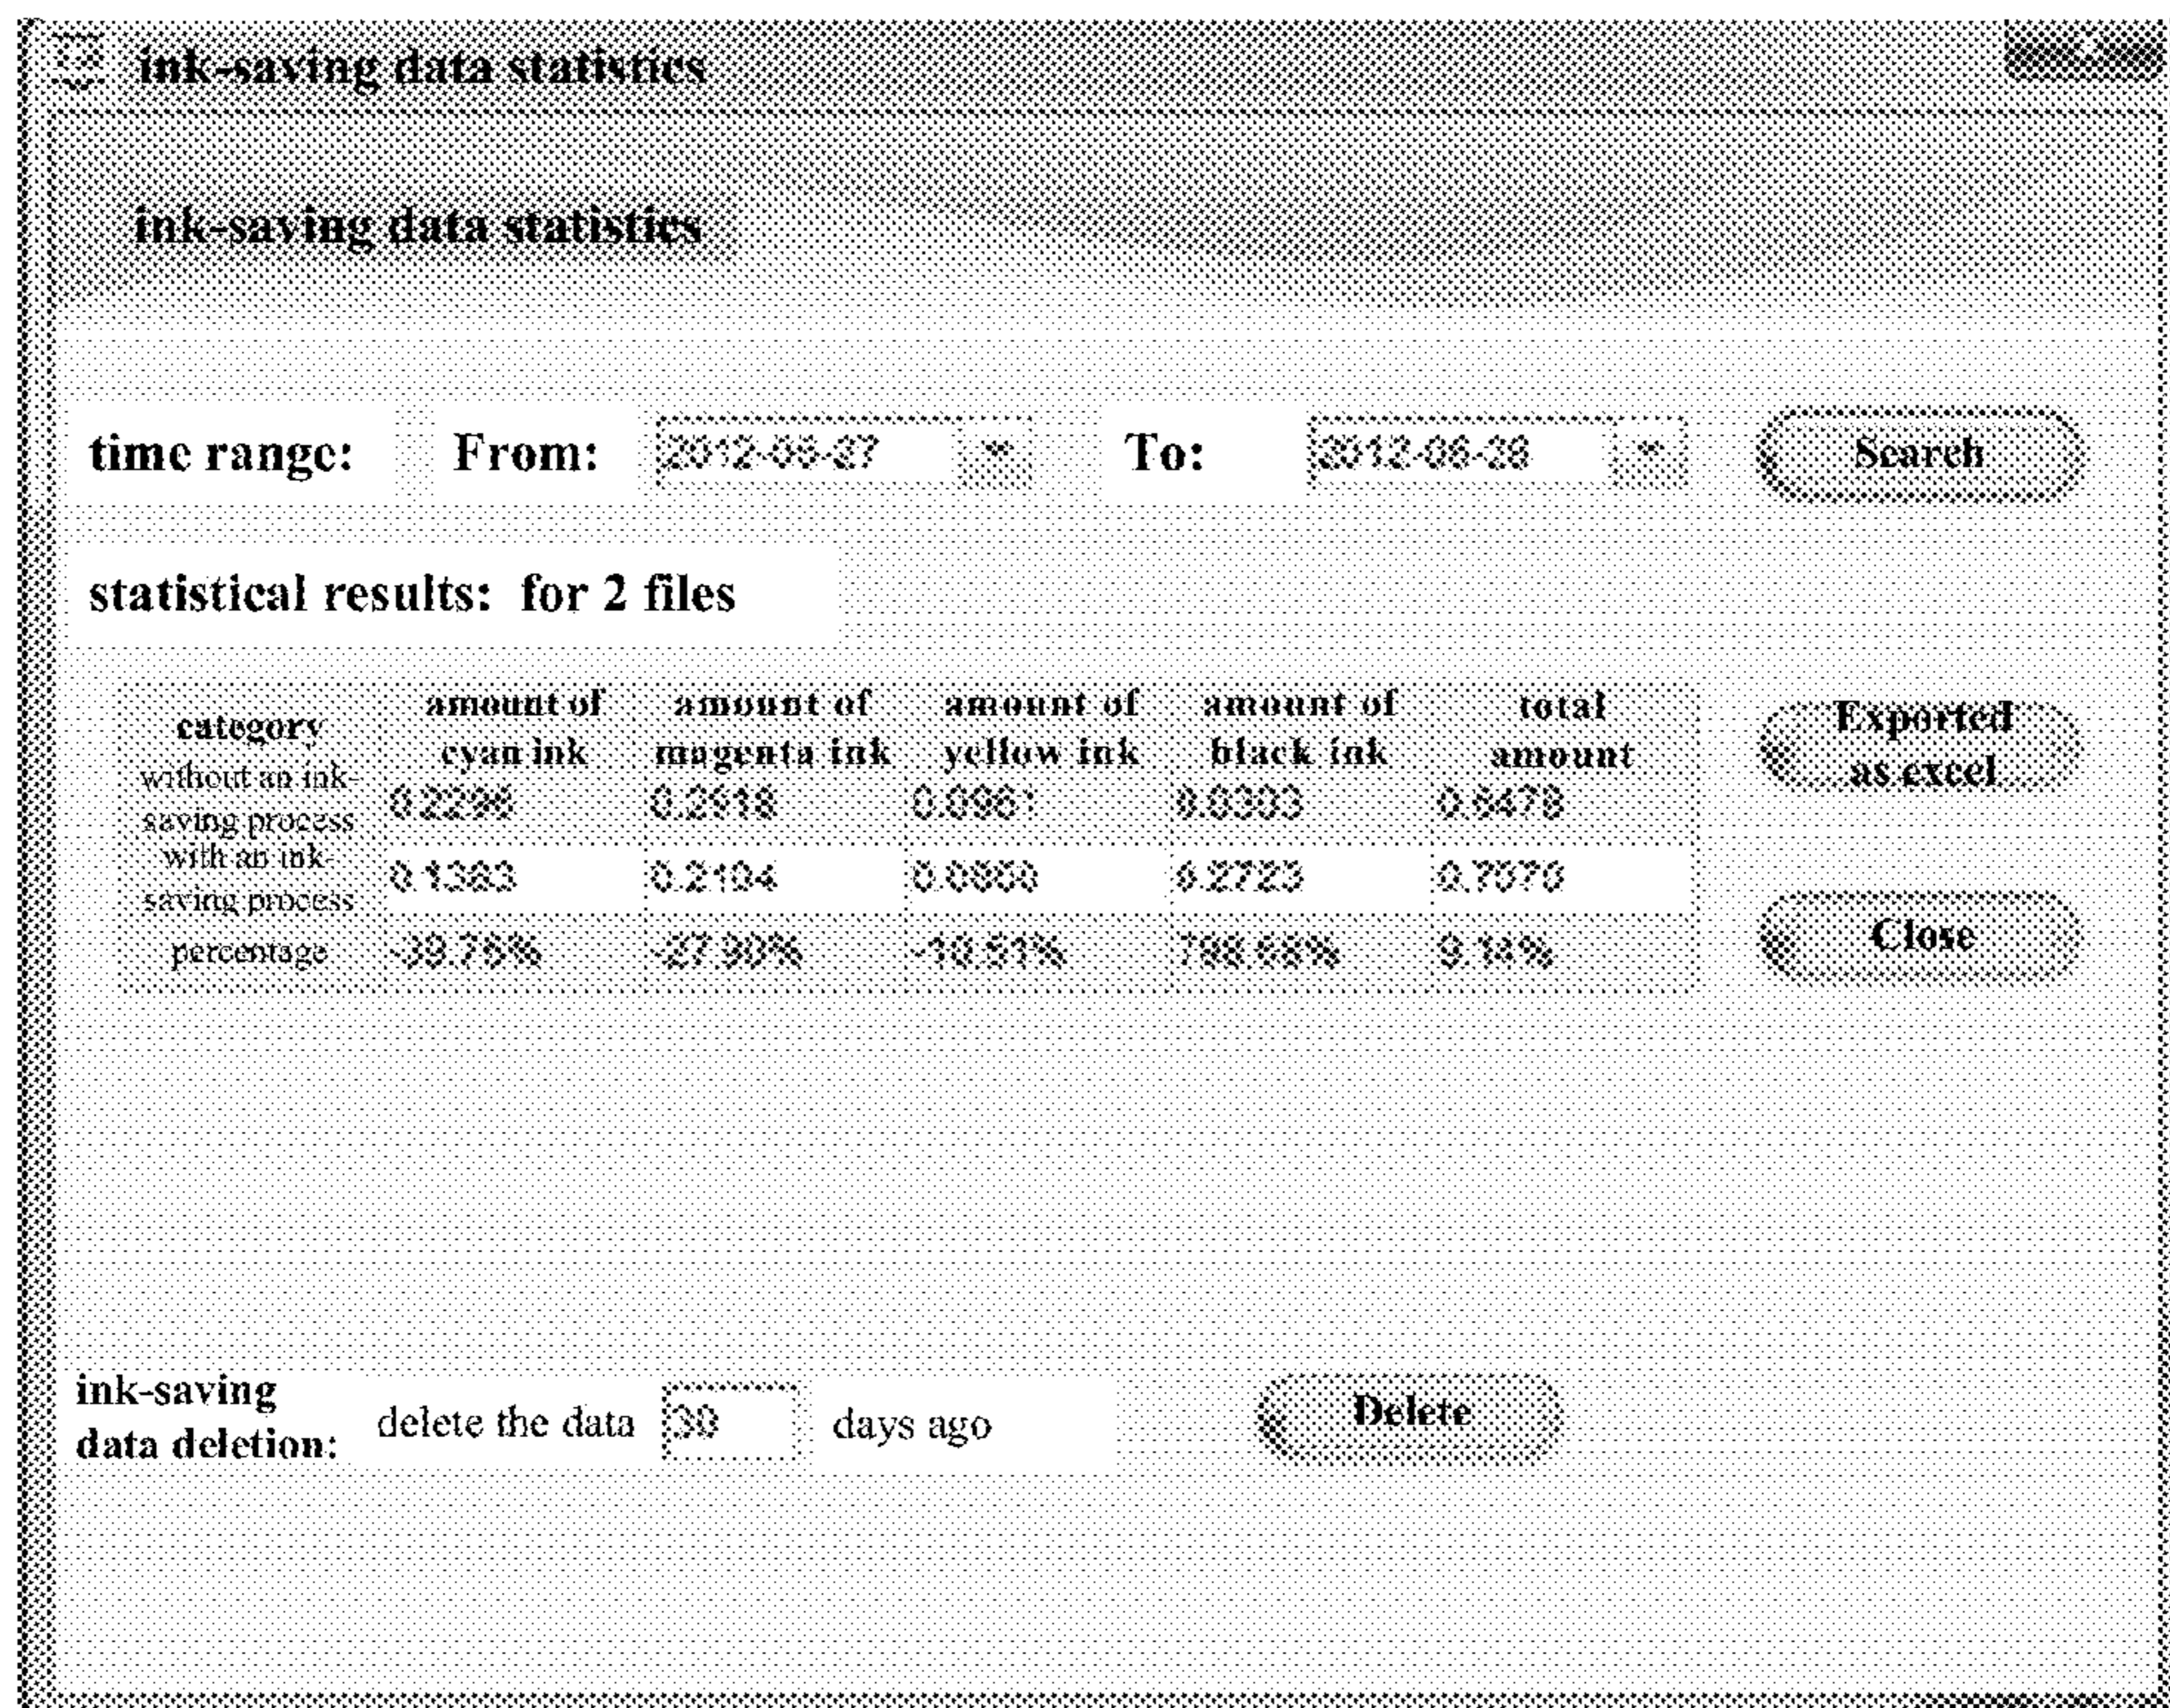 ink-saving data statistics
ink-saving data statistics
time range: From: 2012-06-27 To: 2012-06-28 Search
statistical results: for 2 files
category amount of cyan ink amount of magenta ink amount of yellow ink amount of black ink total amount
without an ink-saving process 0.2296 0.2918 0.0961 0.0303 0.6478
with an ink-saving process 0.1383 0.2104 0.0860 0.2723 0.7070
percentage -39.76% -27.90% -10.51% 798.68% 9.14%
Exported
as excel
Close
ink-saving
data deletion: delete the data 30 days ago Delete